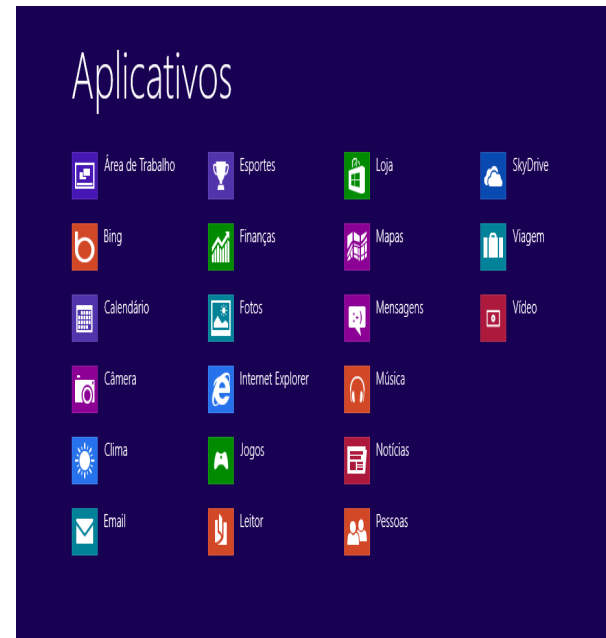 Aplicativos
Área de Trabalho
Bing
Calendário
Câmera
Clima
Email
Esportes
Finanças
Fotos
Internet Explorer
Jogos
Leitor
Loja
Mapas
Mensagens
Música
Notícias
Pessoas
SkyDrive
Viagem
Vídeo